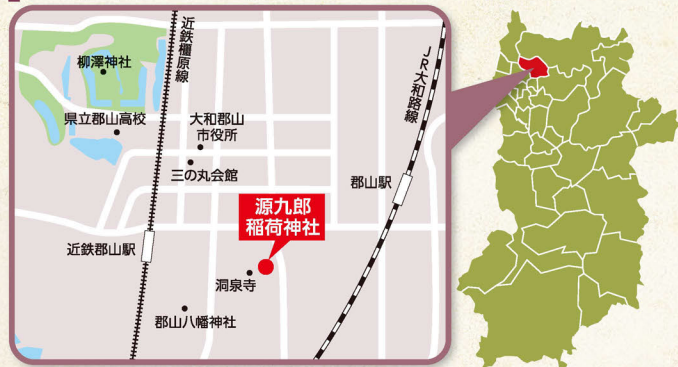 近鉄橿原線
柳澤神社
JR大和路線
県立郡山高校
大和郡山
市役所
三の丸会館
郡山駅
源九郎
稲荷神社
近鉄郡山駅
洞泉寺
郡山八幡神社